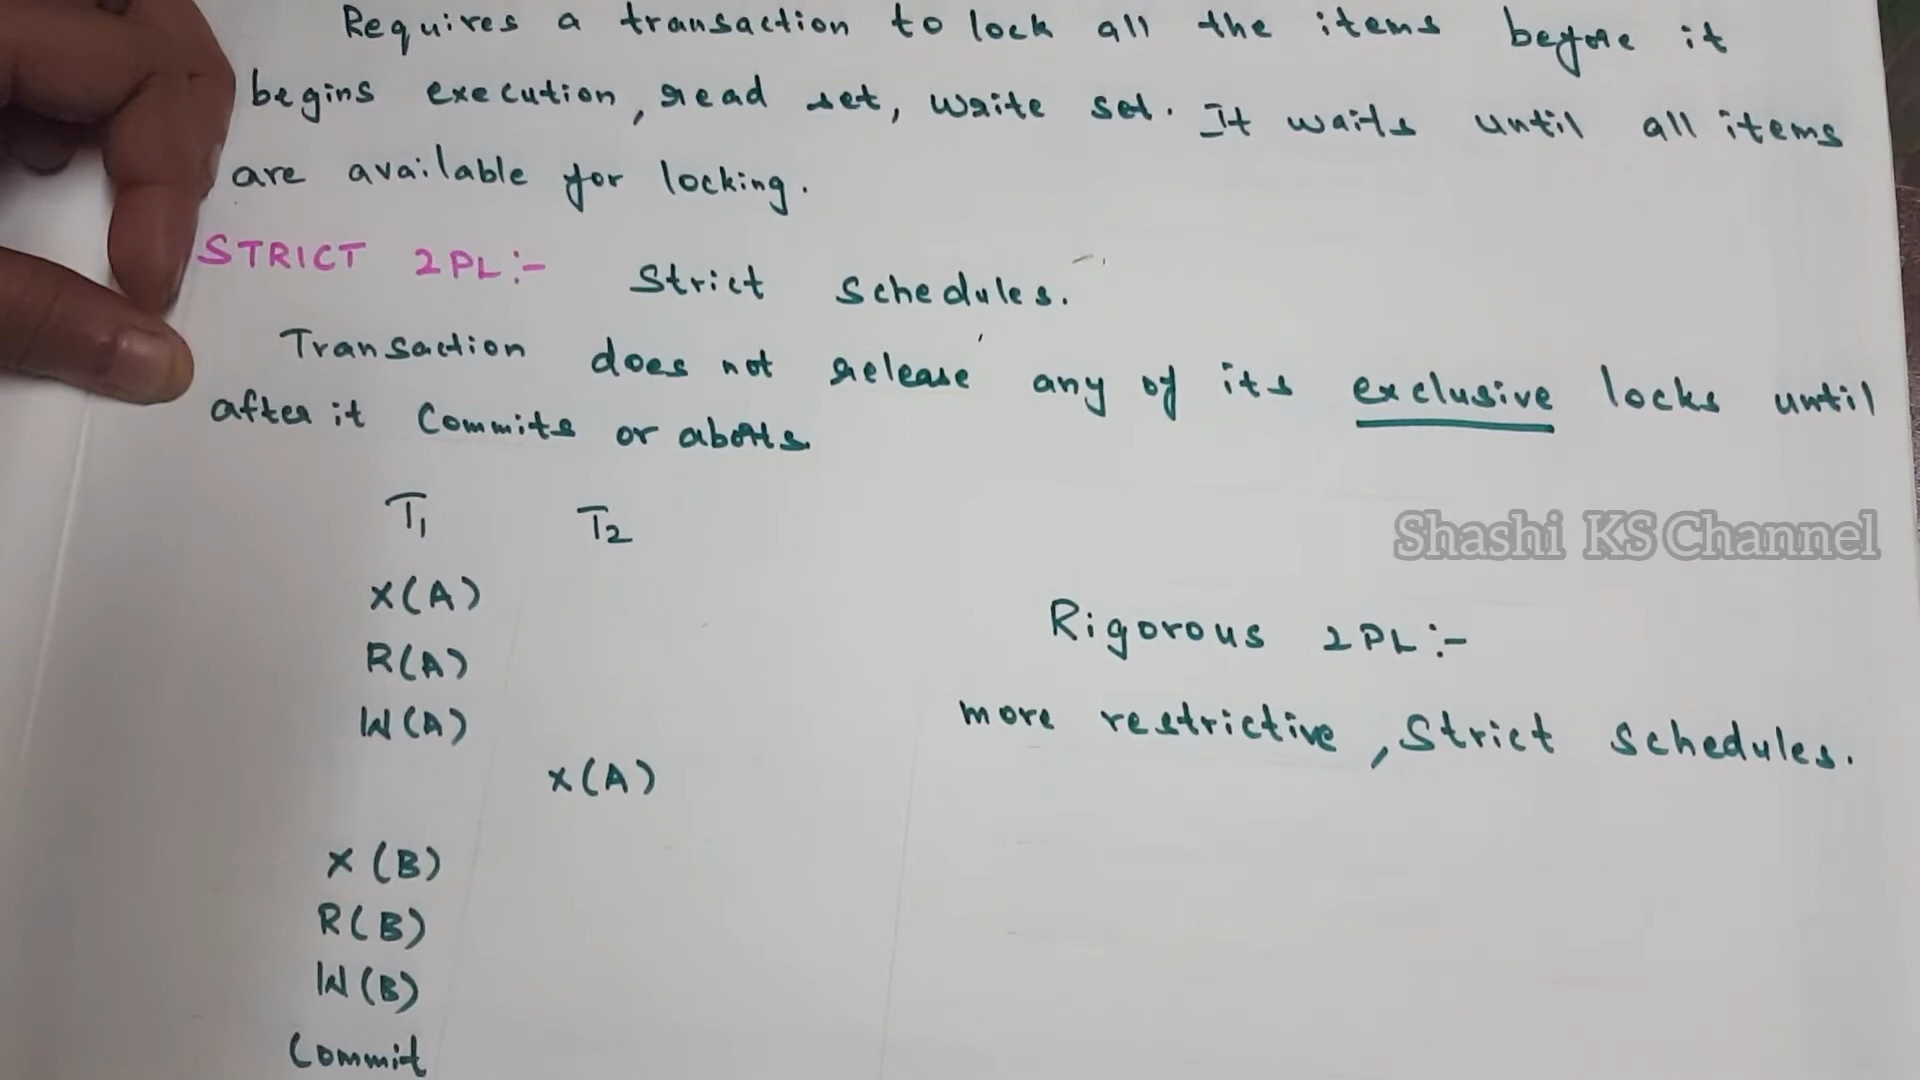 Requires a transaction to lock all the items before it
begins execution, read set, write set. It waits until all items
are available for locking.
STRICT 2PL:- Strict schedules.
Transaction does not release any of its exclusive locks until
after it commits or aborts.
T1 T2
X(A)
R(A)
W(A)
X(A)
X(B)
R(B)
W(B)
Commit
Shashi KS Channel
Rigorous 2PL:-
more restrictive, Strict schedules.